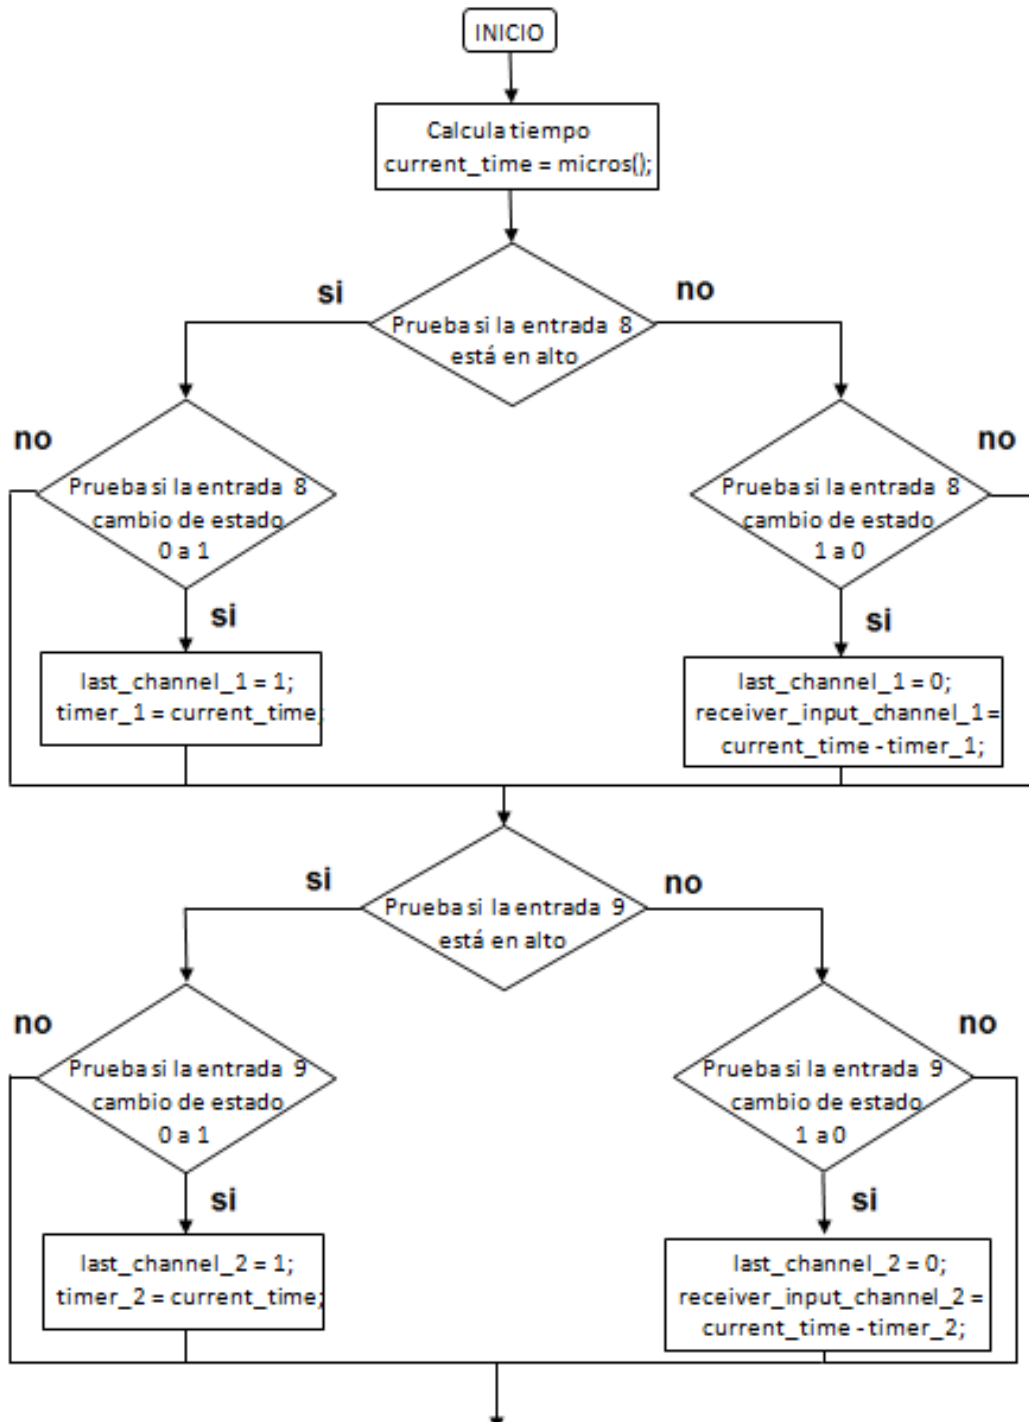 INICIO
Calcula tiempo
current_time = micros();
si
no
Prueba si la entrada 8
está en alto
no
no
Prueba si la entrada 8
cambio de estado
0 a 1
Prueba si la entrada 8
cambio de estado
1 a 0
si
si
last_channel_1 = 1;
timer_1 = current_time;
last_channel_1 = 0;
receiver_input_channel_1 =
current_time - timer_1;
si
no
Prueba si la entrada 9
está en alto
no
no
Prueba si la entrada 9
cambio de estado
0 a 1
Prueba si la entrada 9
cambio de estado
1 a 0
si
si
last_channel_2 = 1;
timer_2 = current_time;
last_channel_2 = 0;
receiver_input_channel_2 =
current_time - timer_2;